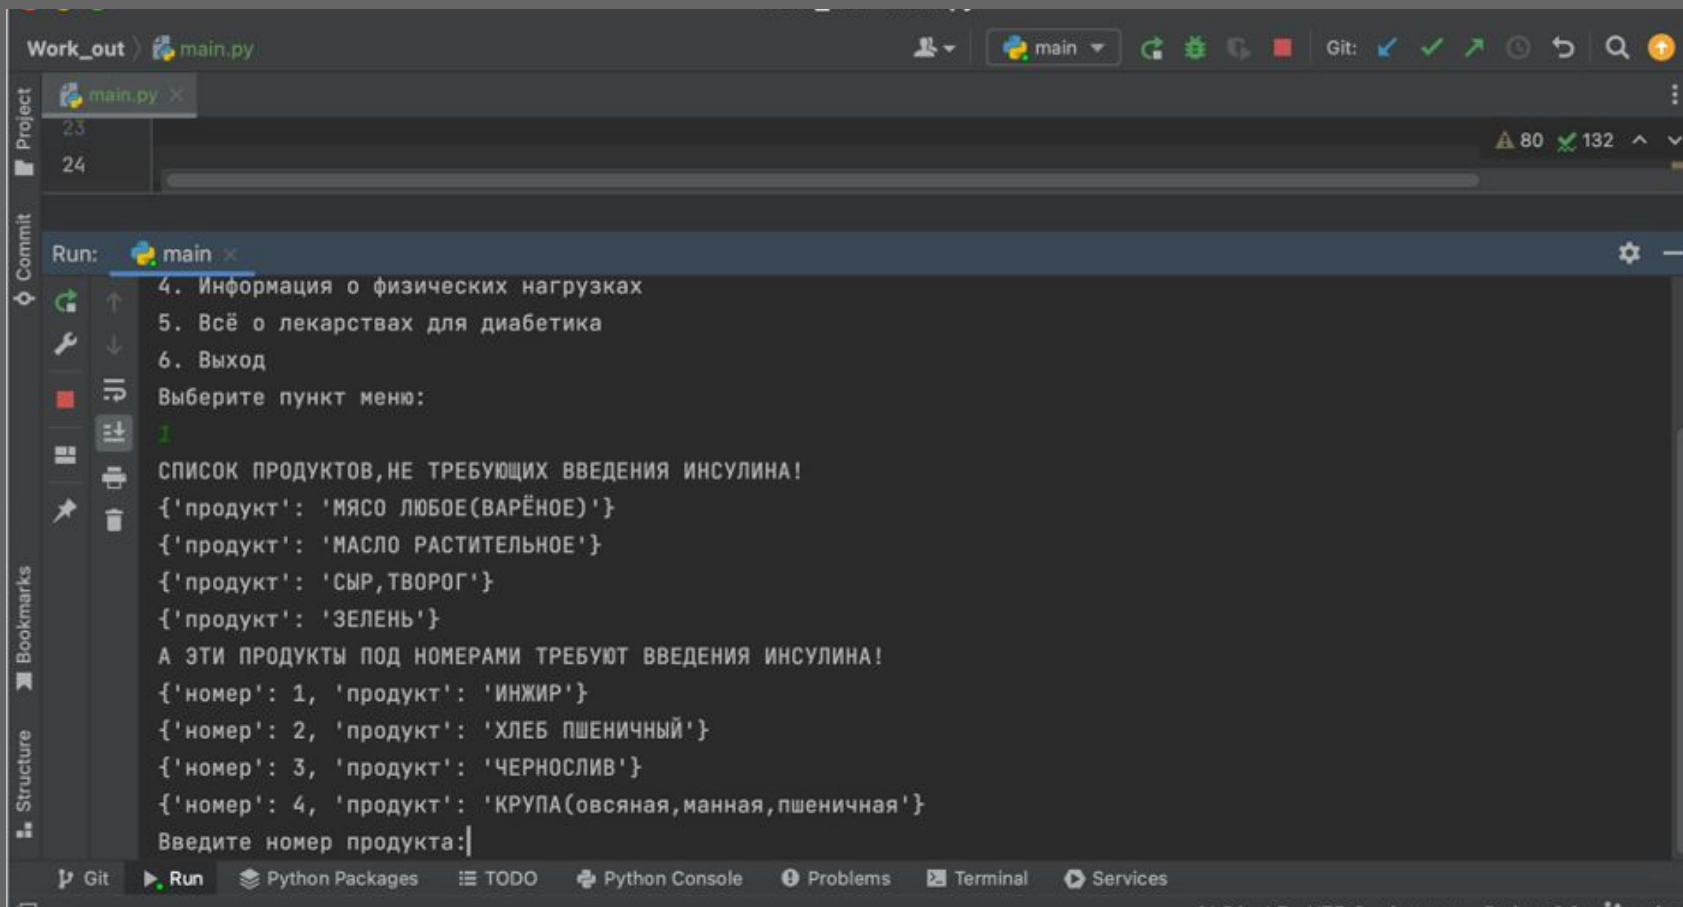 Work_out main.py main Git:
Project
main.py
23
80 132
24
Commit
Run: main
4. Информация о физических нагрузках
5. Всё о лекарствах для диабетика
6. Выход
Выберите пункт меню:
1
СПИСОК ПРОДУКТОВ,НЕ ТРЕБУЮЩИХ ВВЕДЕНИЯ ИНСУЛИНА!
{'продукт': 'МЯСО ЛЮБОЕ(ВАРЁНОЕ)'}
{'продукт': 'МАСЛО РАСТИТЕЛЬНОЕ'}
{'продукт': 'СЫР,ТВОРОГ'}
{'продукт': 'ЗЕЛЕНЬ'}
А ЭТИ ПРОДУКТЫ ПОД НОМЕРАМИ ТРЕБУЮТ ВВЕДЕНИЯ ИНСУЛИНА!
{'номер': 1, 'продукт': 'ИНЖИР'}
{'номер': 2, 'продукт': 'ХЛЕБ ПШЕНИЧНЫЙ'}
{'номер': 3, 'продукт': 'ЧЕРНОСЛИВ'}
{'номер': 4, 'продукт': 'КРУПА(овсяная,манная,пшеничная'}
Введите номер продукта:
Bookmarks
Structure
Git Run Python Packages TODO Python Console Problems Terminal Services